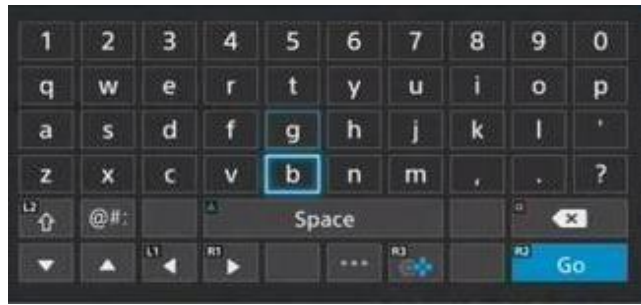 1 2 3 4 5 6 7 8 9 0
q w e r t y u i o p
a s d f g h j k l '
z x c v b n m , . ?
L2 @#: Space
L1 R1 ... R3 R2 Go